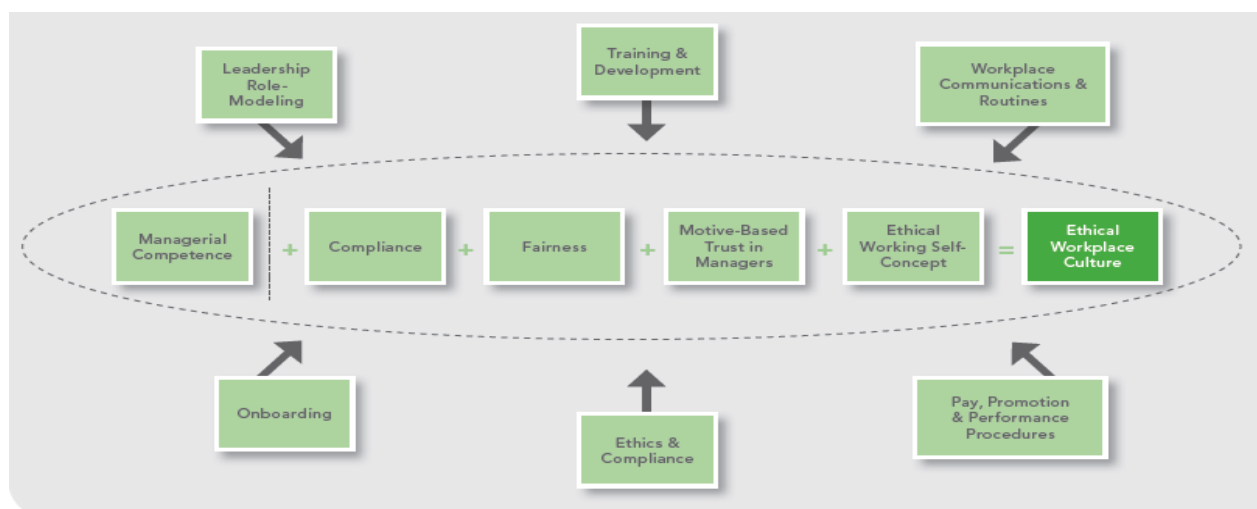 Leadership
Role-
Modeling
Training &
Development
Workplace
Communications &
Routines
Managerial
Competence
+
Compliance
+
Fairness
+
Motive-Based
Trust in
Managers
+
Ethical
Working Self-
Concept
=
Ethical
Workplace
Culture
Onboarding
Ethics &
Compliance
Pay, Promotion
& Performance
Procedures